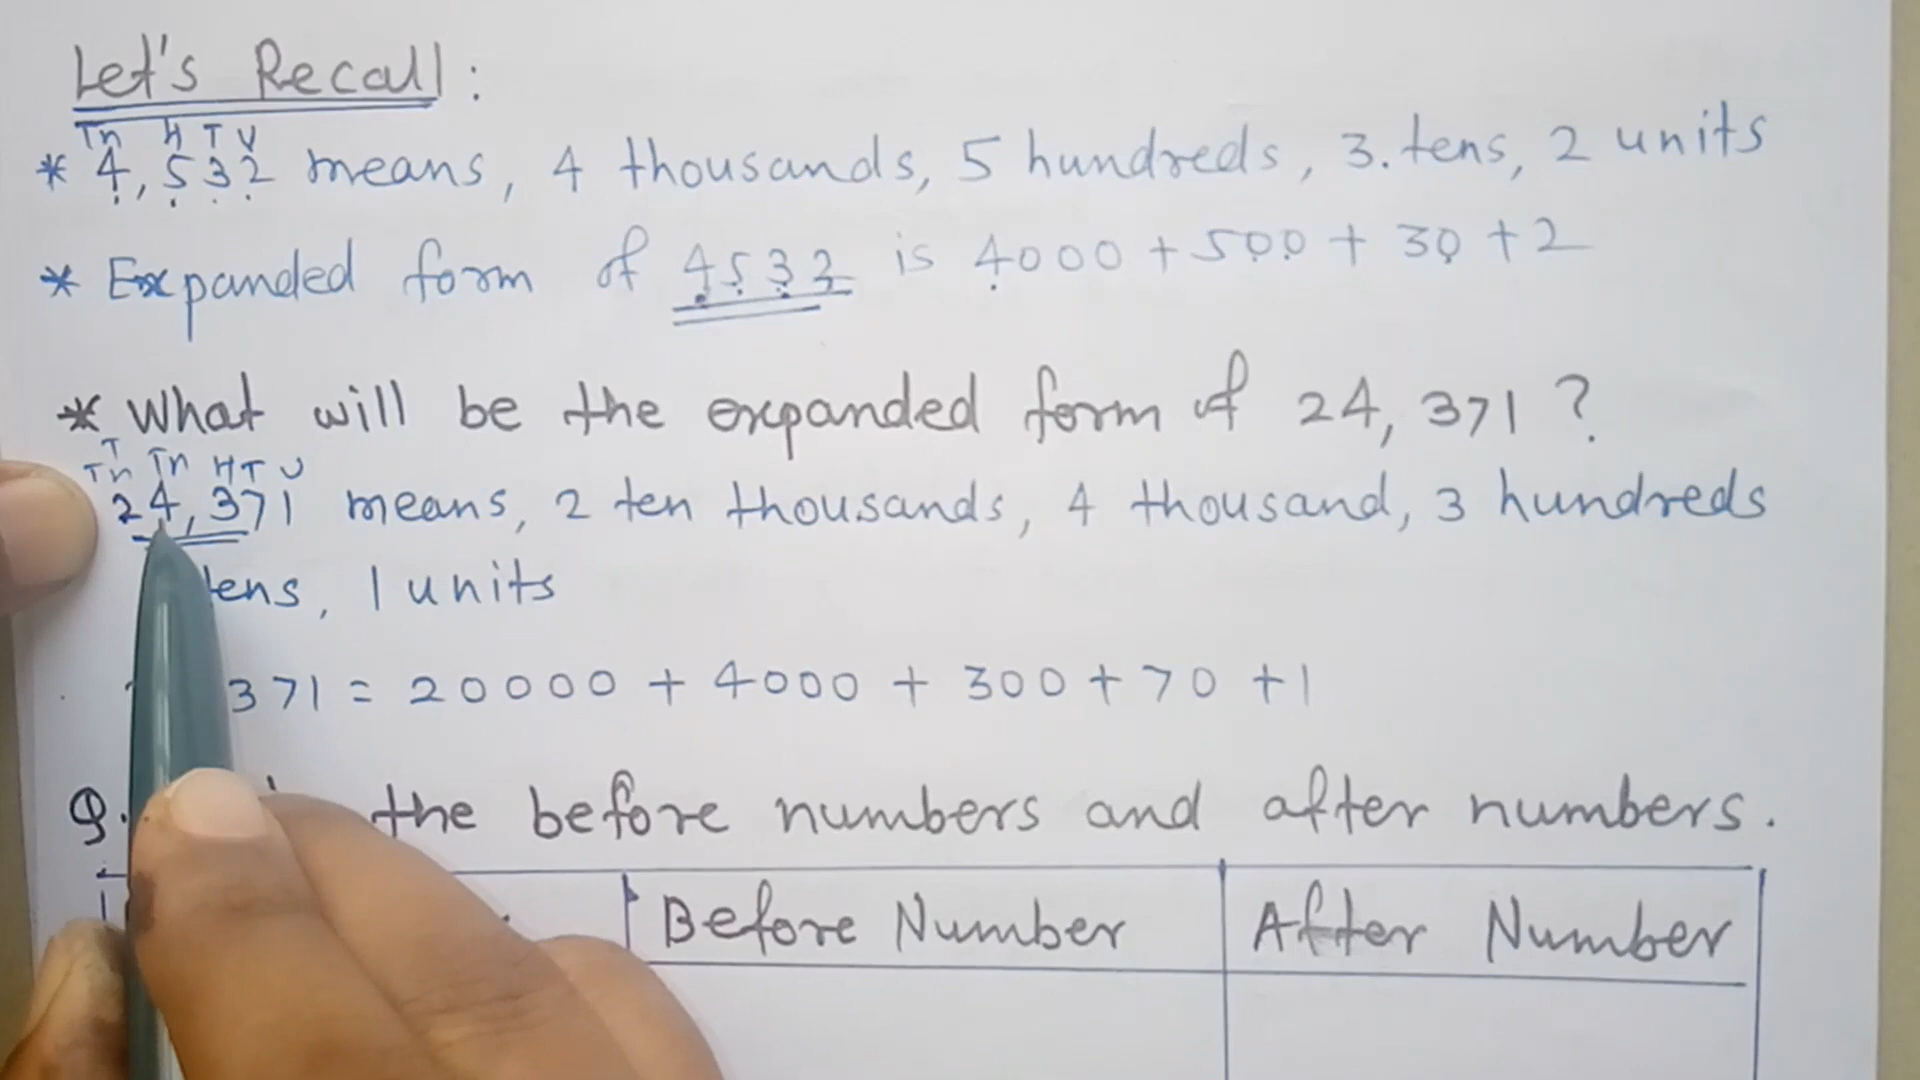 Let's Recall :
Th H T U
* 4,532 means, 4 thousands, 5 hundreds, 3 tens, 2 units
* Expanded form of 4532 is 4000 + 500 + 30 + 2
* What will be the expanded form of 24,371 ?
T
Th Th H T U
24,371 means, 2 ten thousands, 4 thousand, 3 hundreds
tens, 1 units
371 = 20000 + 4000 + 300 + 70 + 1
Q. the before numbers and after numbers.
Before Number After Number